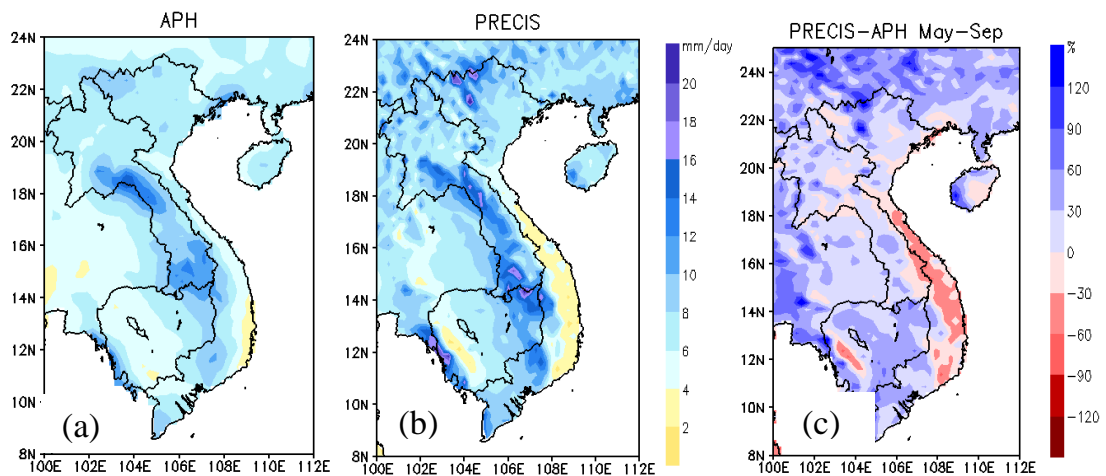 APH
PRECIS
PRECIS-APH May-Sep
24N
22N
20N
18N
16N
14N
12N
10N
8N
100E
102E
104E
106E
108E
110E
112E
(a)
24N
22N
20N
18N
16N
14N
12N
10N
8N
100E
102E
104E
106E
108E
110E
112E
(b)
mm/day
20
18
16
14
12
10
8
6
4
2
24N
22N
20N
18N
16N
14N
12N
10N
8N
100E
102E
104E
106E
108E
110E
112E
(c)
%
120
90
60
30
0
-30
-60
-90
-120